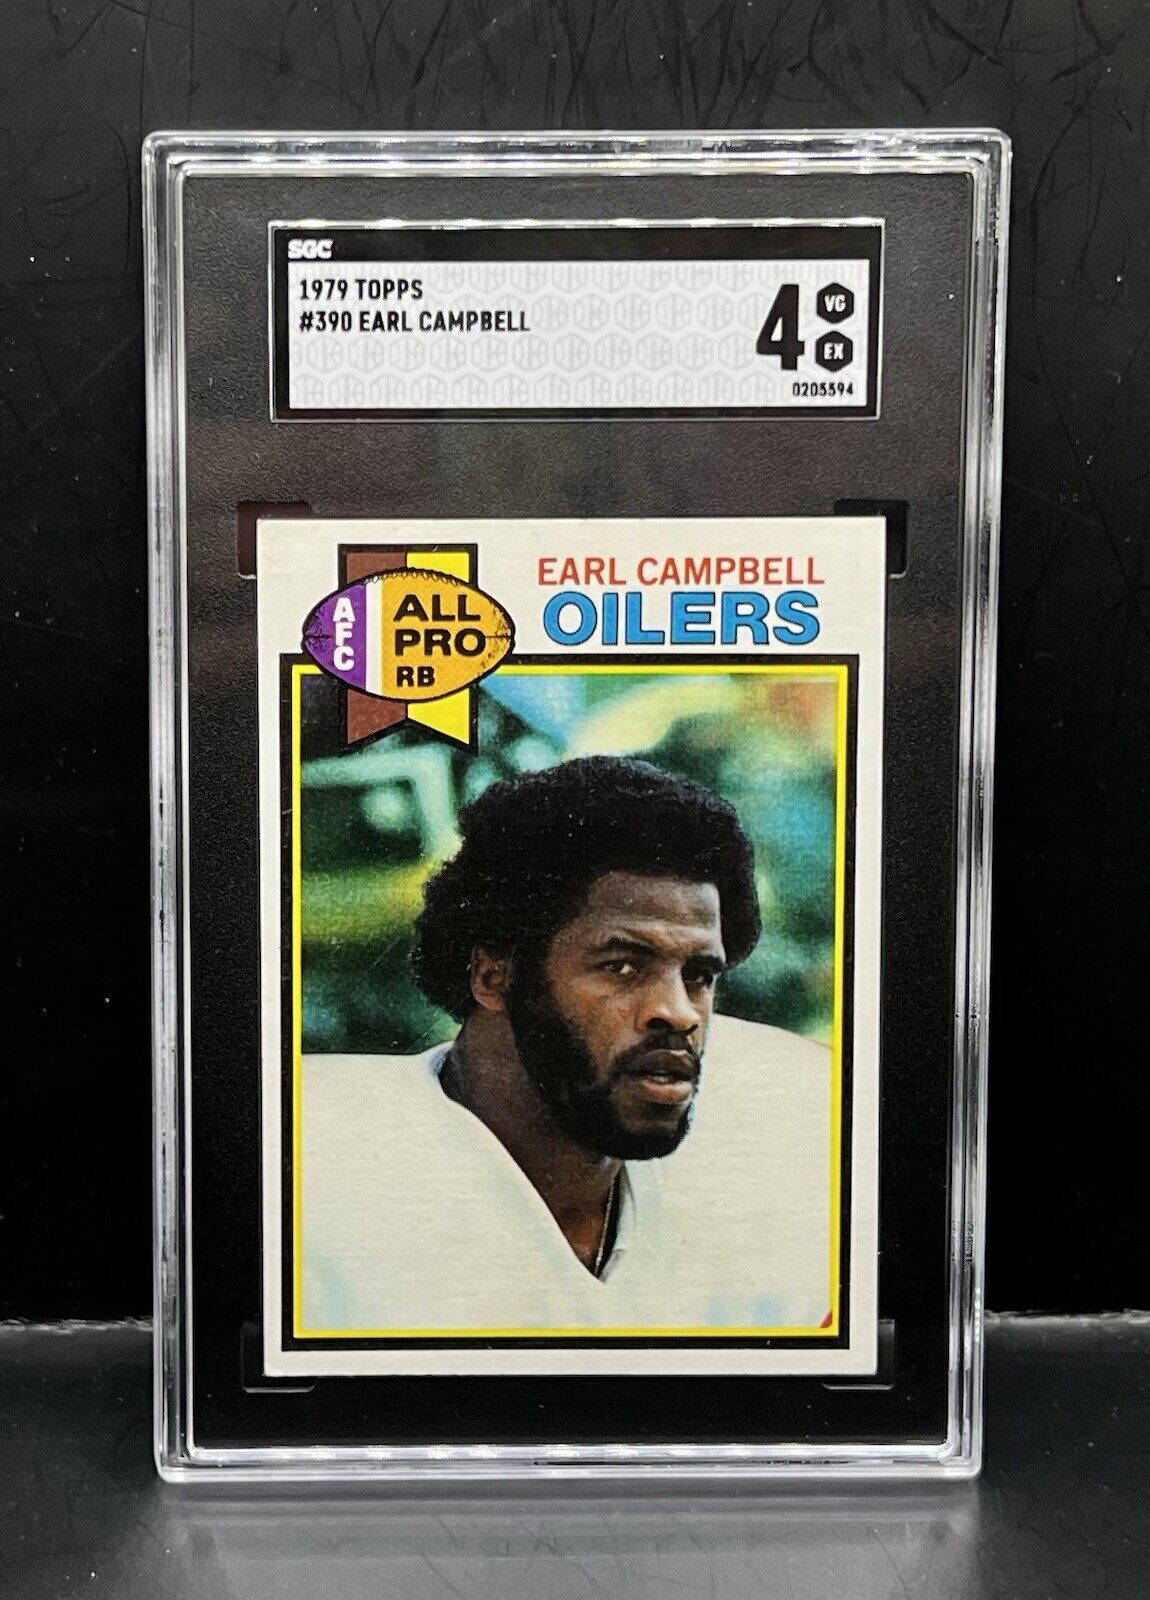 SGC
1979 TOPPS
#390 EARL CAMPBELL
4
VG
EX
0205594
AFC
ALL
PRO
RB
EARL CAMPBELL
OILERS